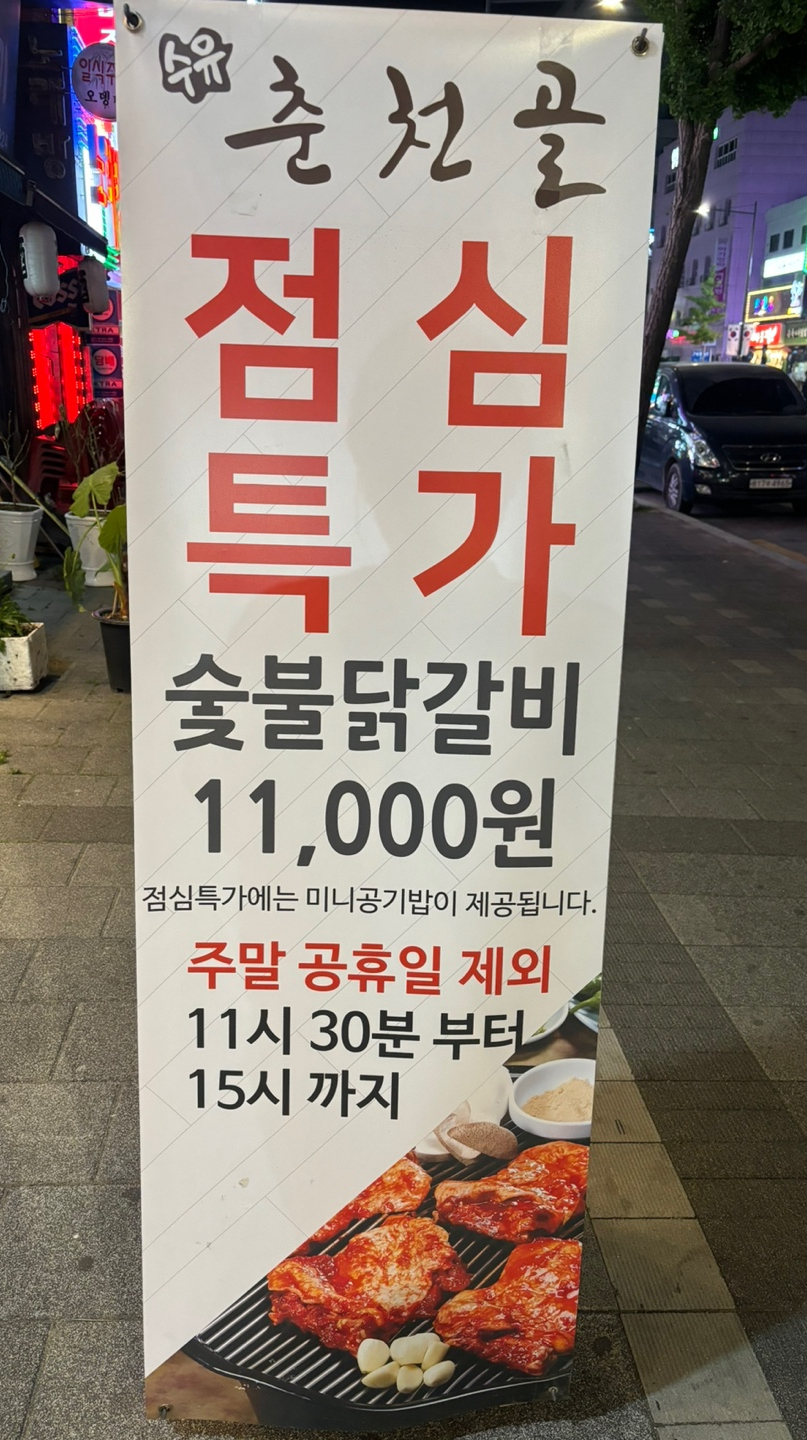 수유
춘천골
점심
특가
숯불닭갈비
11,000원
점심특가에는 미니공기밥이 제공됩니다.
주말 공휴일 제외
11시 30분 부터
15시 까지
오뎅